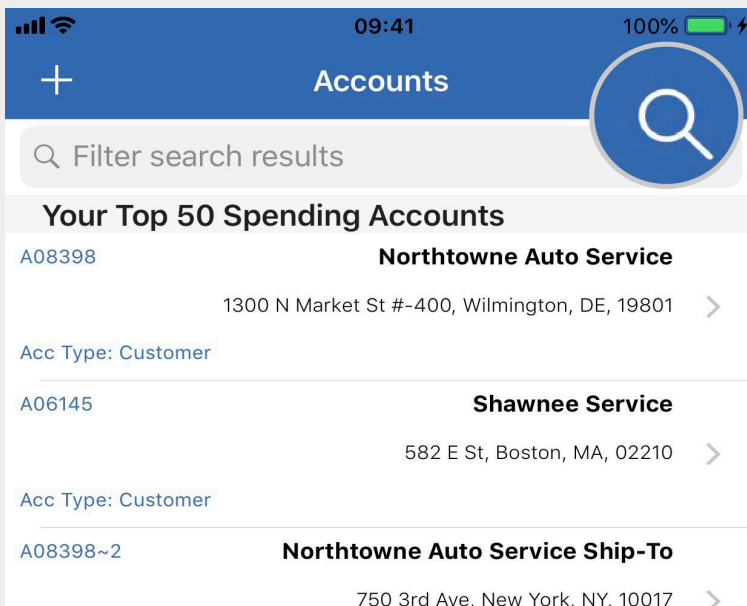 09:41 100%
Accounts
Filter search results
Your Top 50 Spending Accounts
A08398 Northtowne Auto Service
1300 N Market St #-400, Wilmington, DE, 19801
Acc Type: Customer
A06145 Shawnee Service
582 E St, Boston, MA, 02210
Acc Type: Customer
A08398~2 Northtowne Auto Service Ship-To
750 3rd Ave, New York, NY, 10017